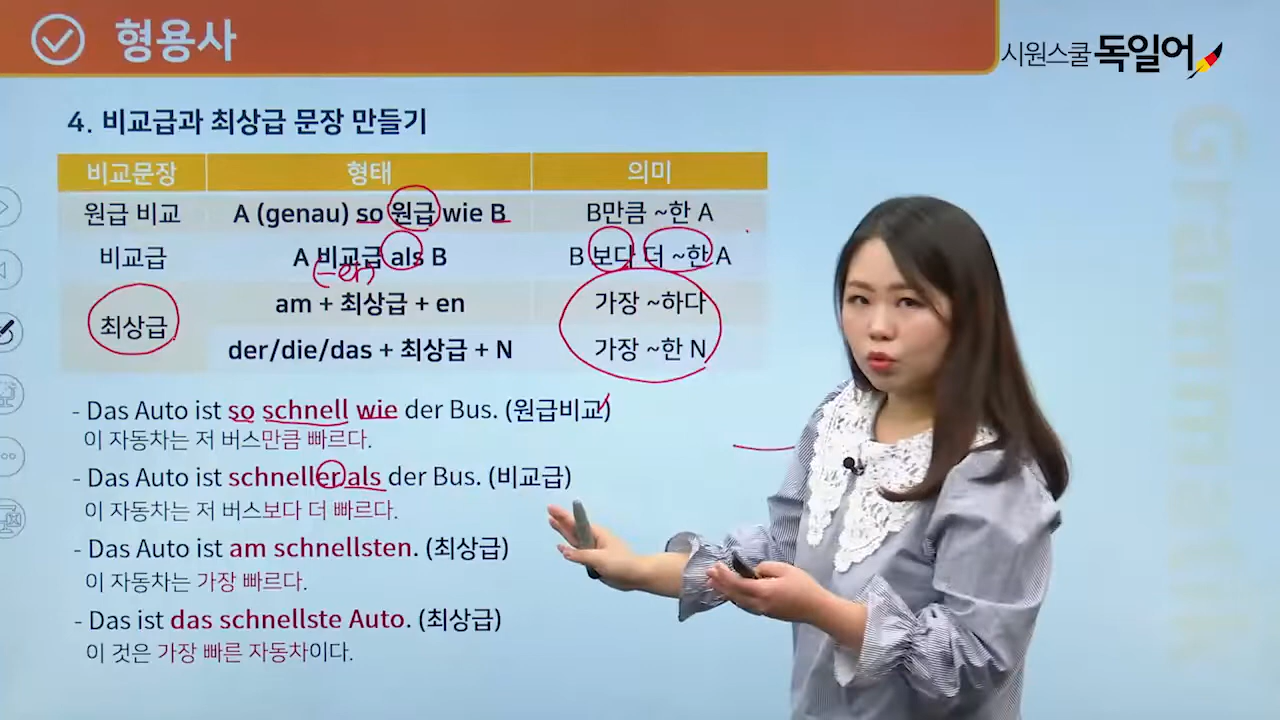 형용사
시원스쿨 독일어
4. 비교급과 최상급 문장 만들기
비교문장 형태 의미
원급 비교 A (genau) so 원급 wie B B만큼 ~한 A
비교급 A 비교급 als B B 보다 더 ~한 A
(-er)
최상급 am + 최상급 + en 가장 ~하다
der/die/das + 최상급 + N 가장 ~한 N
- Das Auto ist so schnell wie der Bus. (원급비교)
이 자동차는 저 버스만큼 빠르다.
- Das Auto ist schneller als der Bus. (비교급)
이 자동차는 저 버스보다 더 빠르다.
- Das Auto ist am schnellsten. (최상급)
이 자동차는 가장 빠르다.
- Das ist das schnellste Auto. (최상급)
이 것은 가장 빠른 자동차이다.
Grammatik